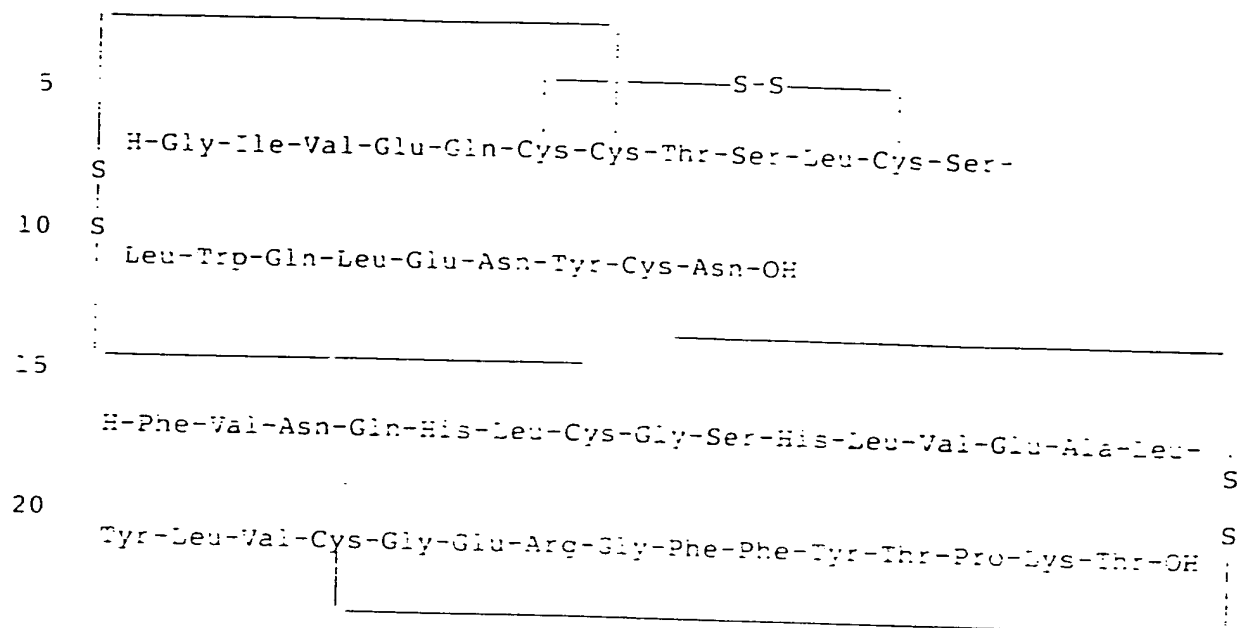 5 S-S
H-Gly-Ile-Val-Glu-Gln-Cys-Cys-Thr-Ser-Leu-Cys-Ser-
S
10 S
Leu-Trp-Gln-Leu-Glu-Asn-Tyr-Cys-Asn-OH
15
H-Phe-Val-Asn-Gln-His-Leu-Cys-Gly-Ser-His-Leu-Val-Glu-Ala-Leu-
S
20
Tyr-Leu-Val-Cys-Gly-Glu-Arg-Gly-Phe-Phe-Tyr-Thr-Pro-Lys-Thr-OH S